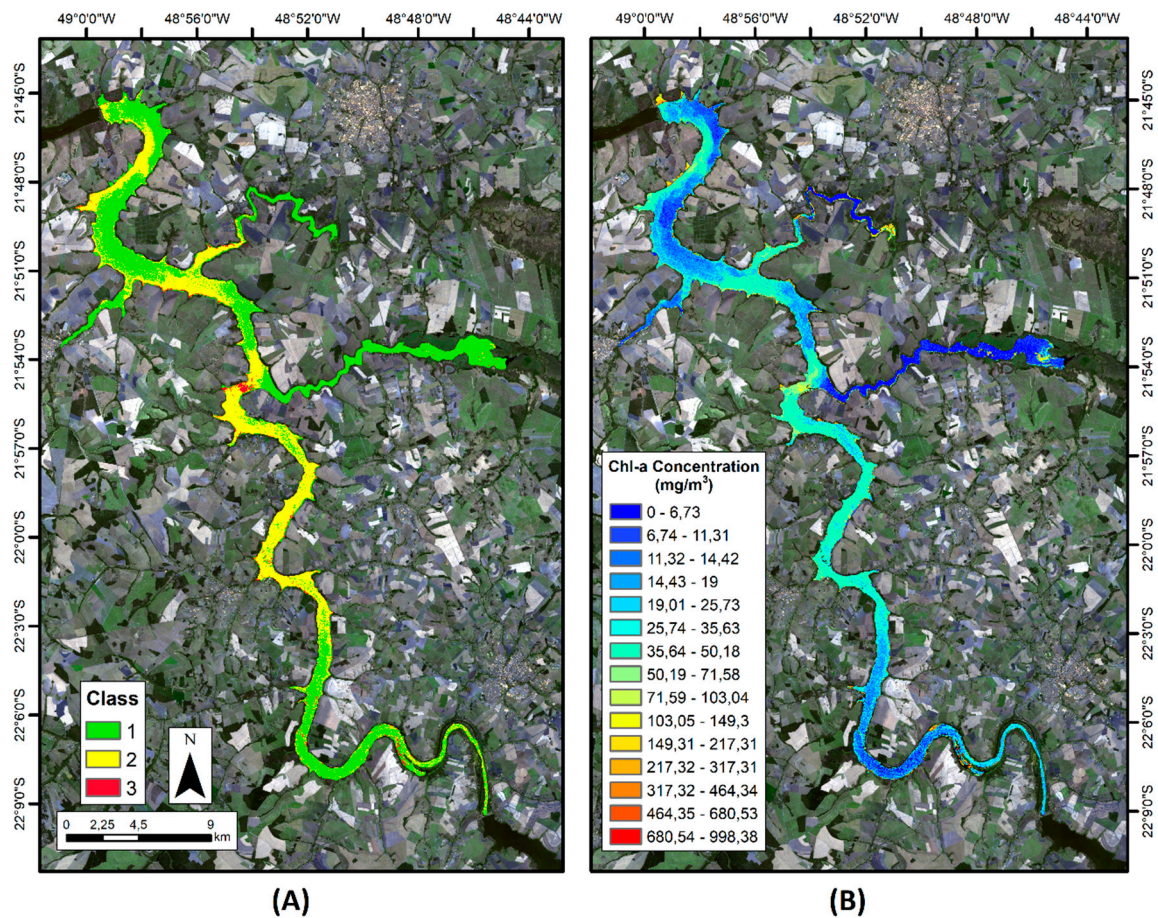 49°0'0"W 48°56'0"W 48°52'0"W 48°48'0"W 48°44'0"W
49°0'0"W 48°56'0"W 48°52'0"W 48°48'0"W 48°44'0"W
21°45'0"S
21°48'0"S
21°51'0"S
21°54'0"S
21°57'0"S
22°0'0"S
22°3'0"S
22°6'0"S
22°9'0"S
Class
1
2
3
N
0 2,25 4,5 9
km
Chl-a Concentration
(mg/m³)
0 - 6,73
6,74 - 11,31
11,32 - 14,42
14,43 - 19
19,01 - 25,73
25,74 - 35,63
35,64 - 50,18
50,19 - 71,58
71,59 - 103,04
103,05 - 149,3
149,31 - 217,31
217,32 - 317,31
317,32 - 464,34
464,35 - 680,53
680,54 - 998,38
21°45'0"S
21°48'0"S
21°51'0"S
21°54'0"S
21°57'0"S
22°0'0"S
22°3'0"S
22°6'0"S
22°9'0"S
(A)
(B)